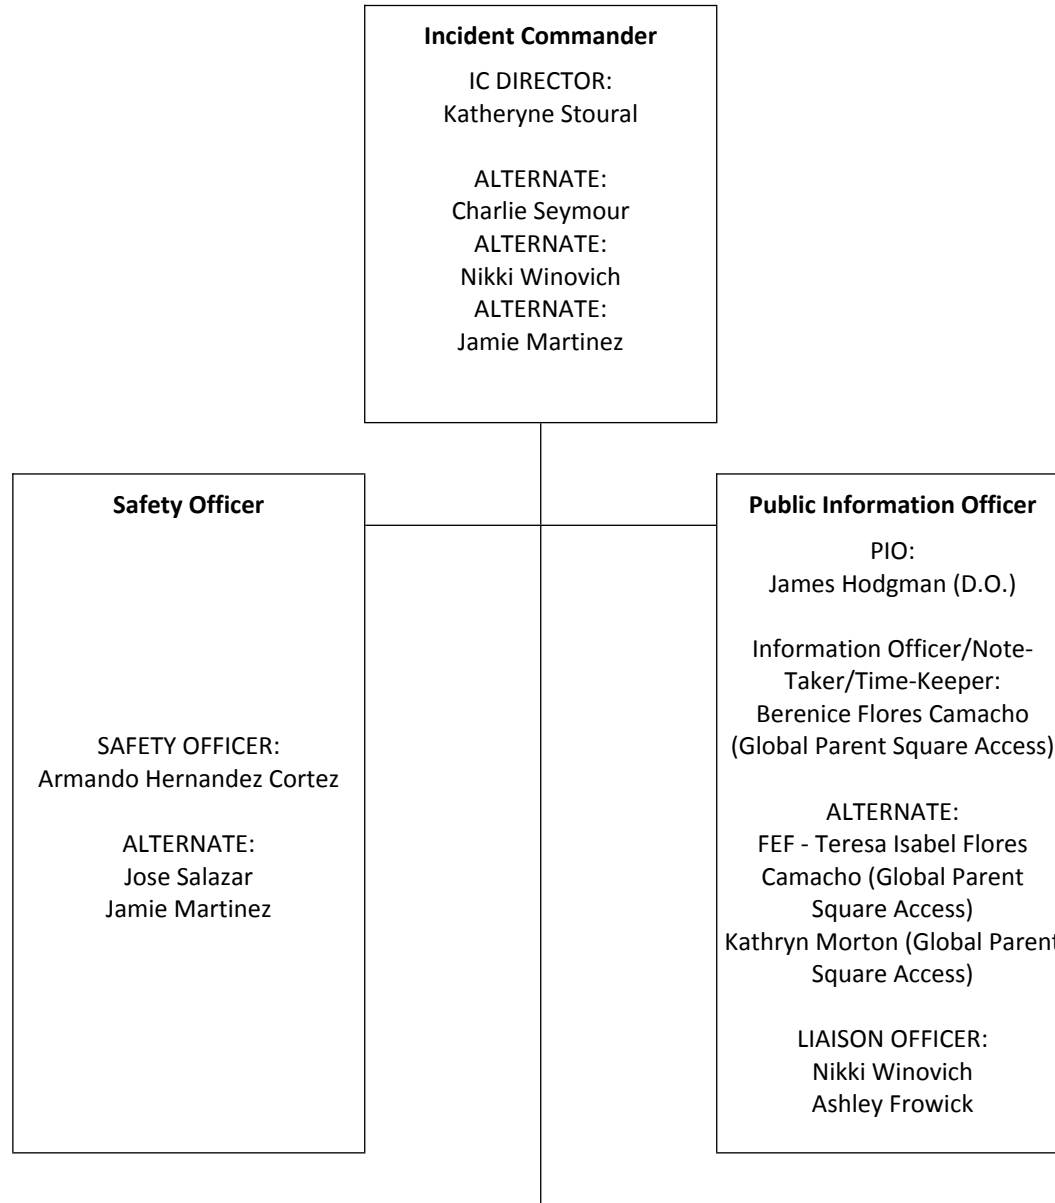 Incident Commander
IC DIRECTOR:
Katheryne Stoural
ALTERNATE:
Charlie Seymour
ALTERNATE:
Nikki Winovich
ALTERNATE:
Jamie Martinez
Safety Officer
SAFETY OFFICER:
Armando Hernandez Cortez
ALTERNATE:
Jose Salazar
Jamie Martinez
Public Information Officer
PIO:
James Hodgman (D.O.)
Information Officer/Note-
Taker/Time-Keeper:
Berenice Flores Camacho
(Global Parent Square Access)
ALTERNATE:
FEF - Teresa Isabel Flores
Camacho (Global Parent
Square Access)
Kathryn Morton (Global Parent
Square Access)
LIAISON OFFICER:
Nikki Winovich
Ashley Frowick